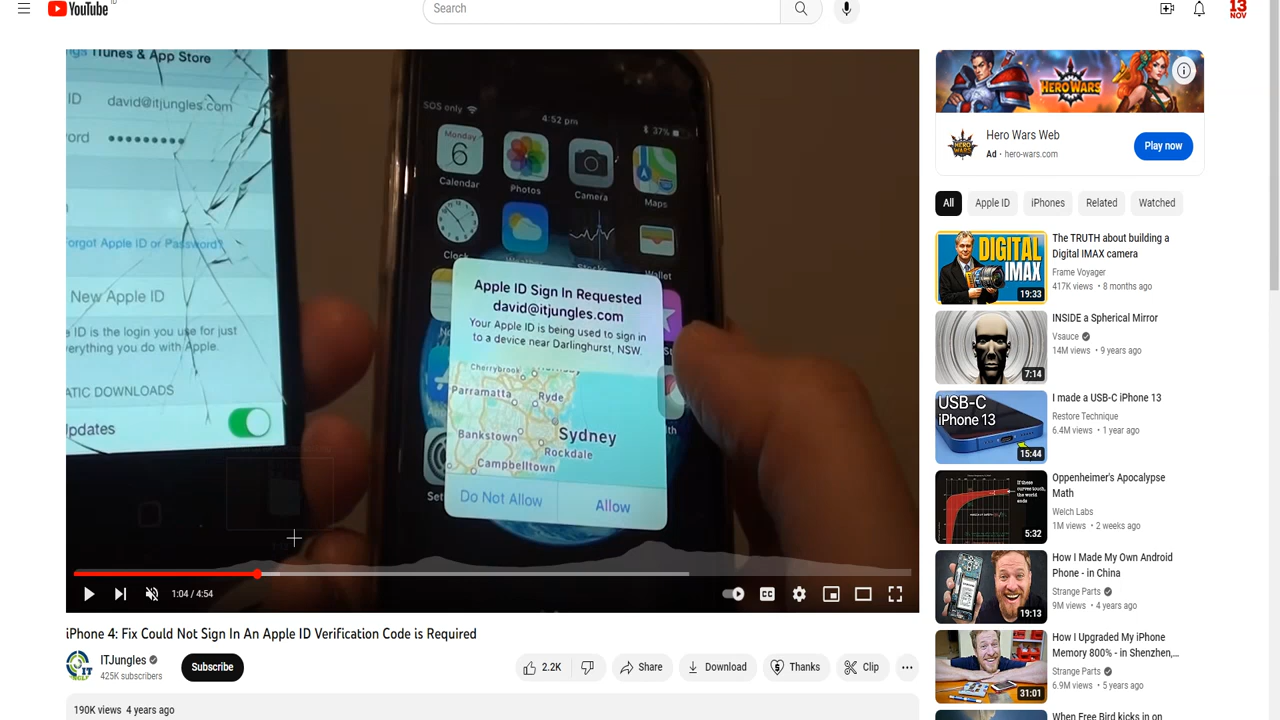 YouTube
ID
Search
13
NOV
iTunes & App Store
ID david@itjungles.com
Forgot Apple ID or Password?
New Apple ID
ID is the login you use for just
everything you do with Apple.
ATIC DOWNLOADS
Updates
SOS only
4:52 pm
37%
Monday
6
Calendar
Photos
Camera
Maps
Clock
Wallet
Apple ID Sign In Requested
david@itjungles.com
Your Apple ID is being used to sign in
to a device near Darlinghurst, NSW.
Cherrybrook
Parramatta
Ryde
Sydney
Bankstown
Rockdale
Campbelltown
Do Not Allow
Allow
1:04 / 4:54
CC
iPhone 4: Fix Could Not Sign In An Apple ID Verification Code is Required
ITJungles
425K subscribers
Subscribe
2.2K
Share
Download
Thanks
Clip
190K views 4 years ago
HERO WARS
Hero Wars Web
Ad · hero-wars.com
Play now
All
Apple ID
iPhones
Related
Watched
DIGITAL
IMAX
19:33
The TRUTH about building a
Digital IMAX camera
Frame Voyager
417K views • 8 months ago
7:14
INSIDE a Spherical Mirror
Vsauce
14M views • 9 years ago
USB-C
iPhone 13
15:44
I made a USB-C iPhone 13
Restore Technique
6.4M views • 1 year ago
If these
curves touch,
the world
ends
5:32
Oppenheimer's Apocalypse
Math
Welch Labs
1M views • 2 weeks ago
19:13
How I Made My Own Android
Phone - in China
Strange Parts
9M views • 4 years ago
31:01
How I Upgraded My iPhone
Memory 800% - in Shenzhen,...
Strange Parts
6.9M views • 5 years ago
When Free Bird kicks in on